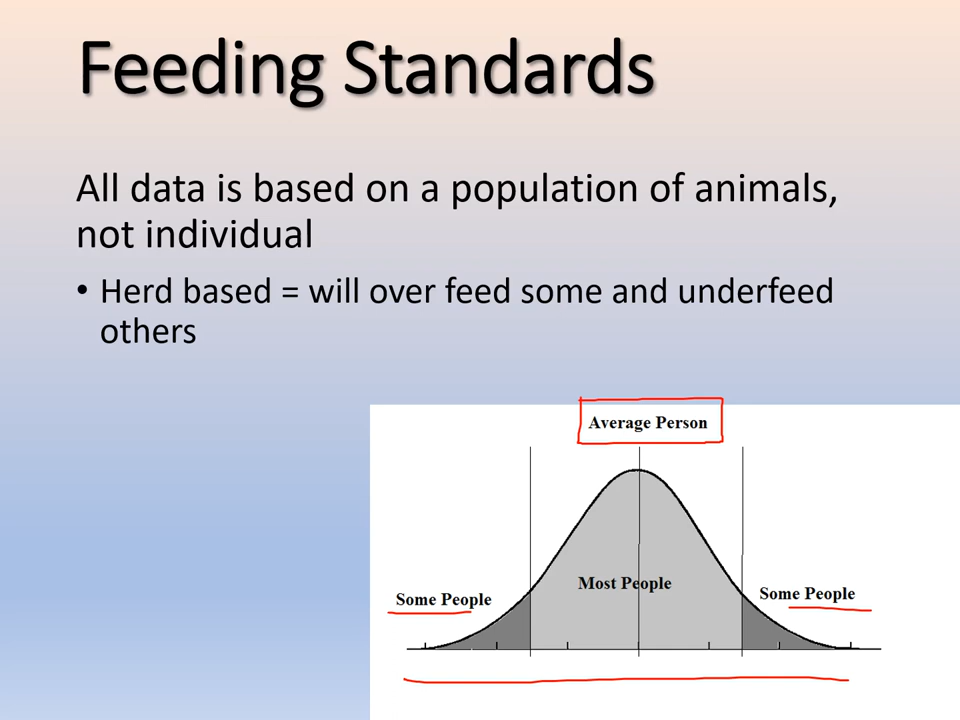 Feeding Standards
All data is based on a population of animals,
not individual
• Herd based = will over feed some and underfeed
others
Average Person
Most People
Some People
Some People